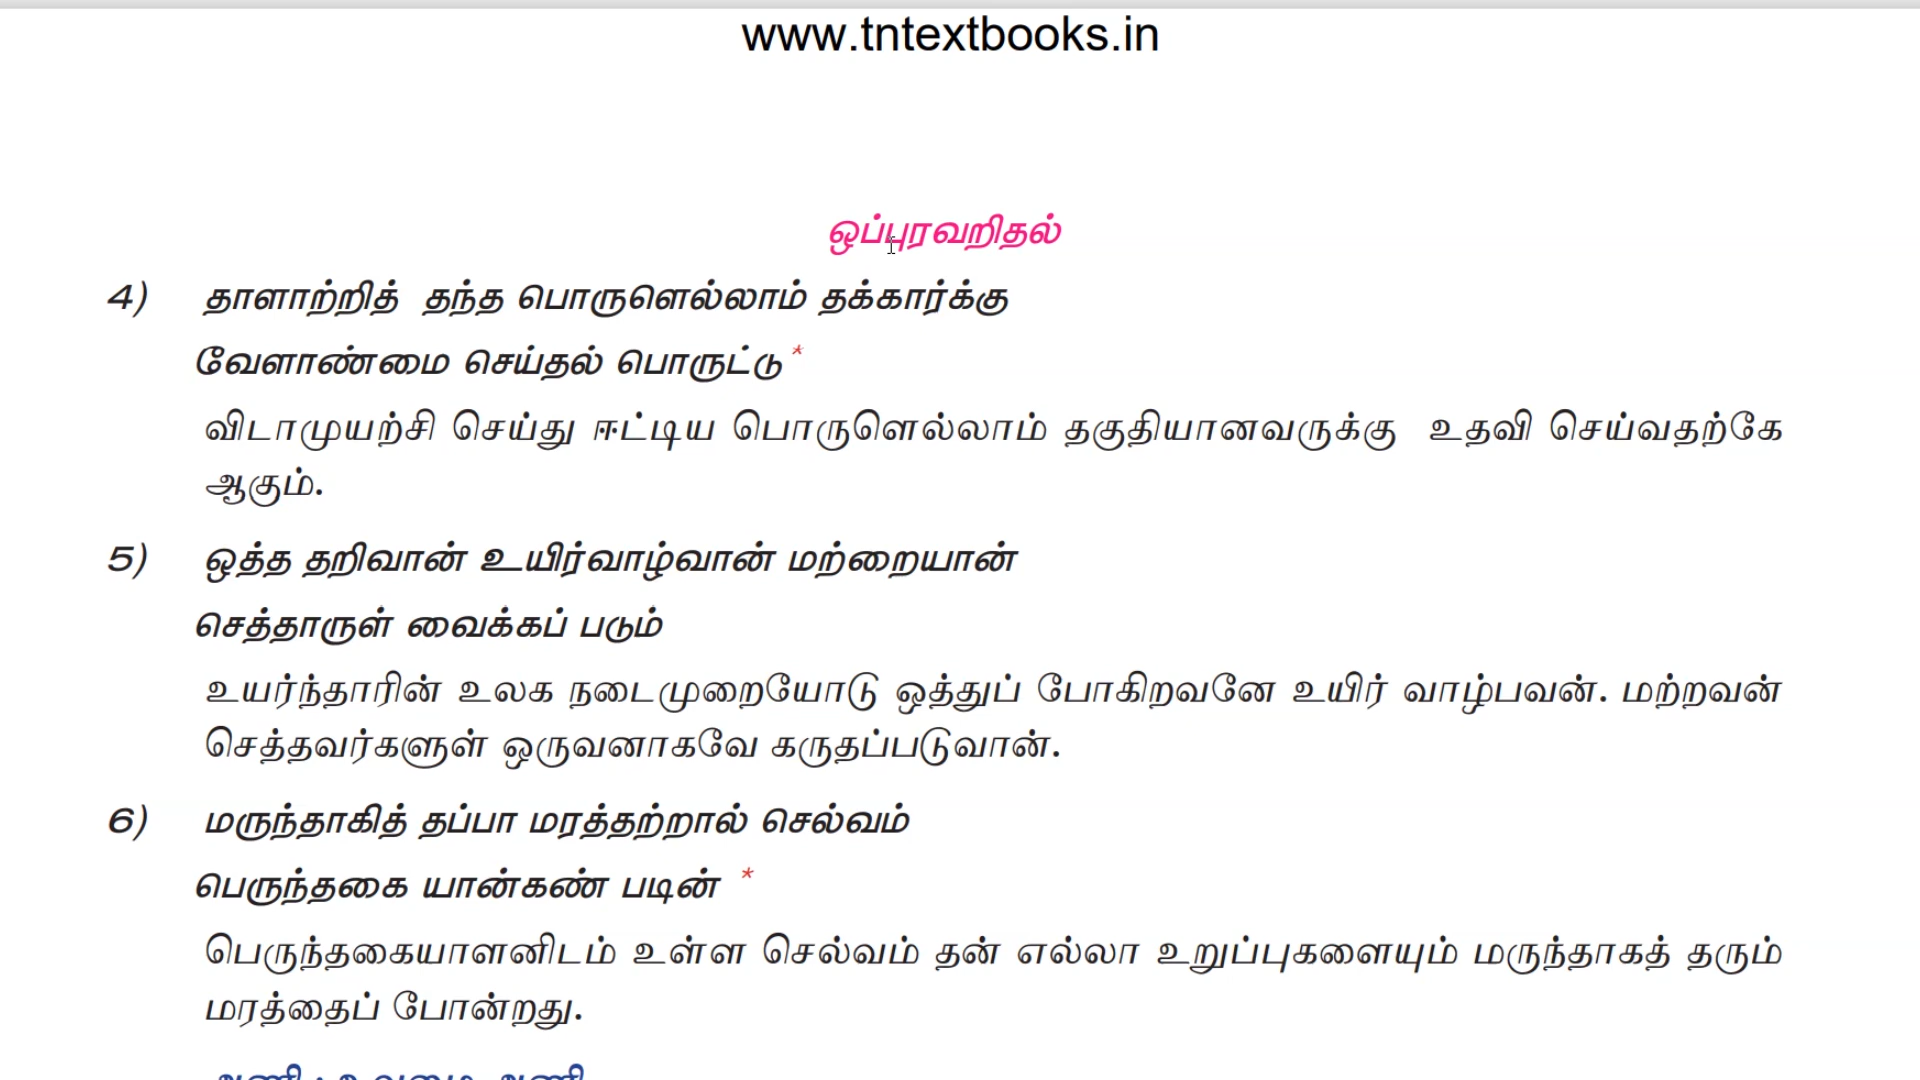 www.tntextbooks.in
ஒப்புரவறிதல்
4) தாளாற்றித் தந்த பொருளெல்லாம் தக்கார்க்கு
வேளாண்மை செய்தல் பொருட்டு *
விடாமுயற்சி செய்து ஈட்டிய பொருளெல்லாம் தகுதியானவருக்கு உதவி செய்வதற்கே
ஆகும்.
5) ஒத்த தறிவான் உயிர்வாழ்வான் மற்றையான்
செத்தாருள் வைக்கப் படும்
உயர்ந்தாரின் உலக நடைமுறையோடு ஒத்துப் போகிறவனே உயிர் வாழ்பவன். மற்றவன்
செத்தவர்களுள் ஒருவனாகவே கருதப்படுவான்.
6) மருந்தாகித் தப்பா மரத்தற்றால் செல்வம்
பெருந்தகை யான்கண் படின் *
பெருந்தகையாளனிடம் உள்ள செல்வம் தன் எல்லா உறுப்புகளையும் மருந்தாகத் தரும்
மரத்தைப் போன்றது.
அணி : உவமை அணி